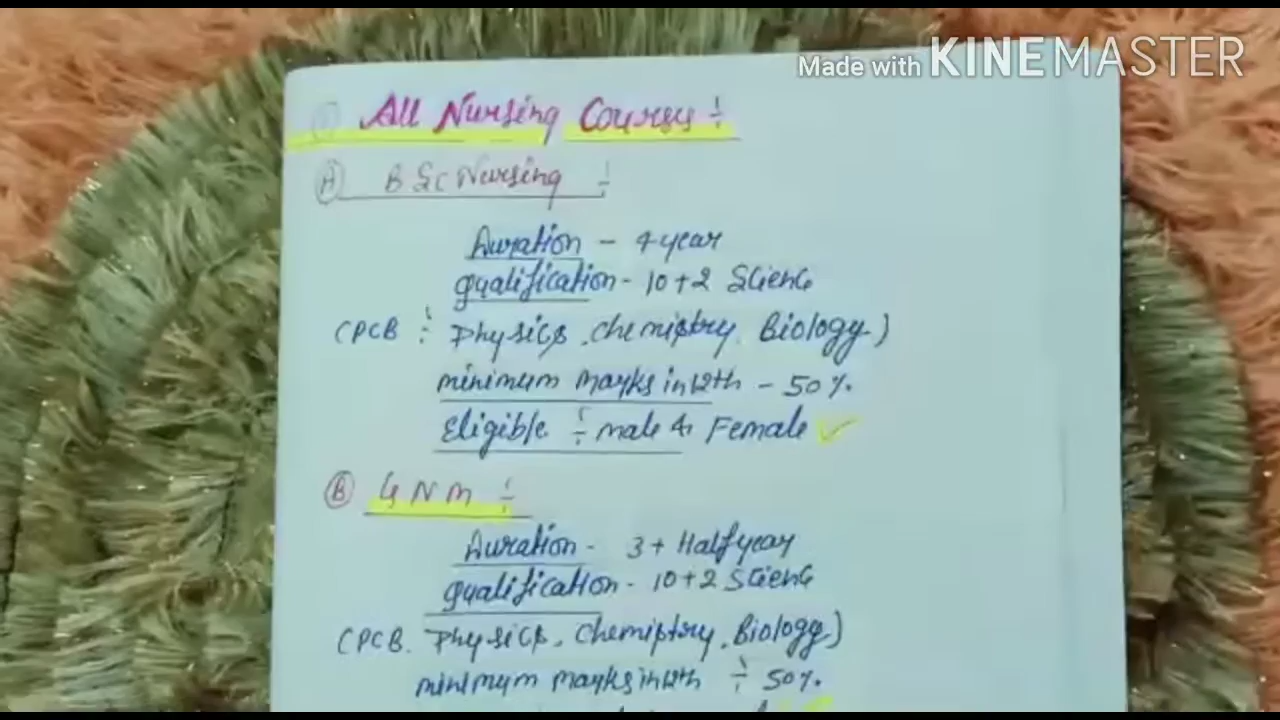 Made with KINEMASTER
All Nursing Courses :-
(A) BSc Nursing :-
Duration - 4 year
qualification - 10+2 Science
(PCB :- Physics, chemistry, Biology)
minimum marks in 12th - 50%.
Eligible :- male & Female ✓
(B) GNM :-
Duration - 3 + Half year
qualification - 10+2 Science
(PCB. Physics, chemistry, Biology)
minimum marks in 12th :- 50%.